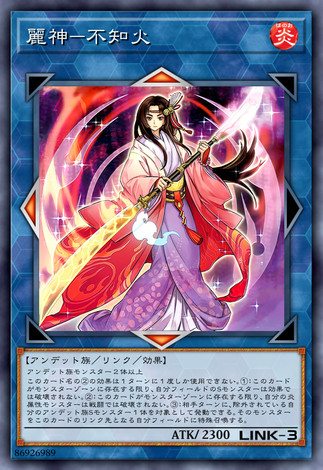 麗神－不知火
炎
【アンデット族／リンク／効果】
アンデット族モンスター２体以上
このカード名の②の効果は１ターンに１度しか使用できない。①：このカード
がモンスターゾーンに存在する限り、自分フィールドのSモンスターは効果で
は破壊されない。②：このカードがモンスターゾーンに存在する限り、自分の炎
属性モンスターは戦闘では破壊されない。③：相手ターンに、除外されている自
分のアンデット族Sモンスター１体を対象として発動できる。そのモンスター
をこのカードのリンク先となる自分フィールドに特殊召喚する。
ATK/ 2300 LINK-3
86926989